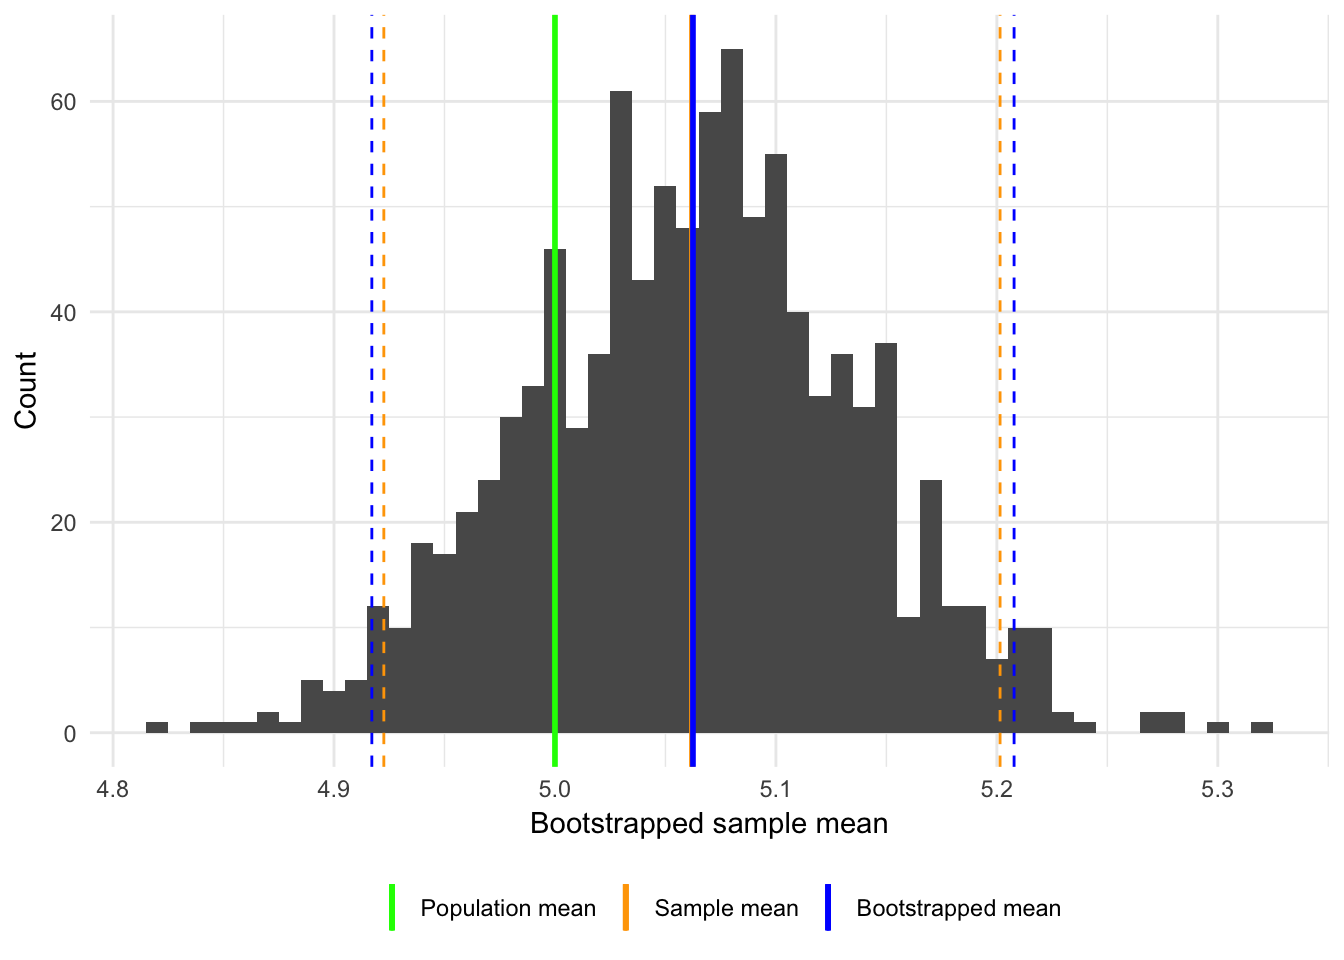 60
40
20
0
Count
4.8 4.9 5.0 5.1 5.2 5.3
Bootstrapped sample mean
Population mean Sample mean Bootstrapped mean